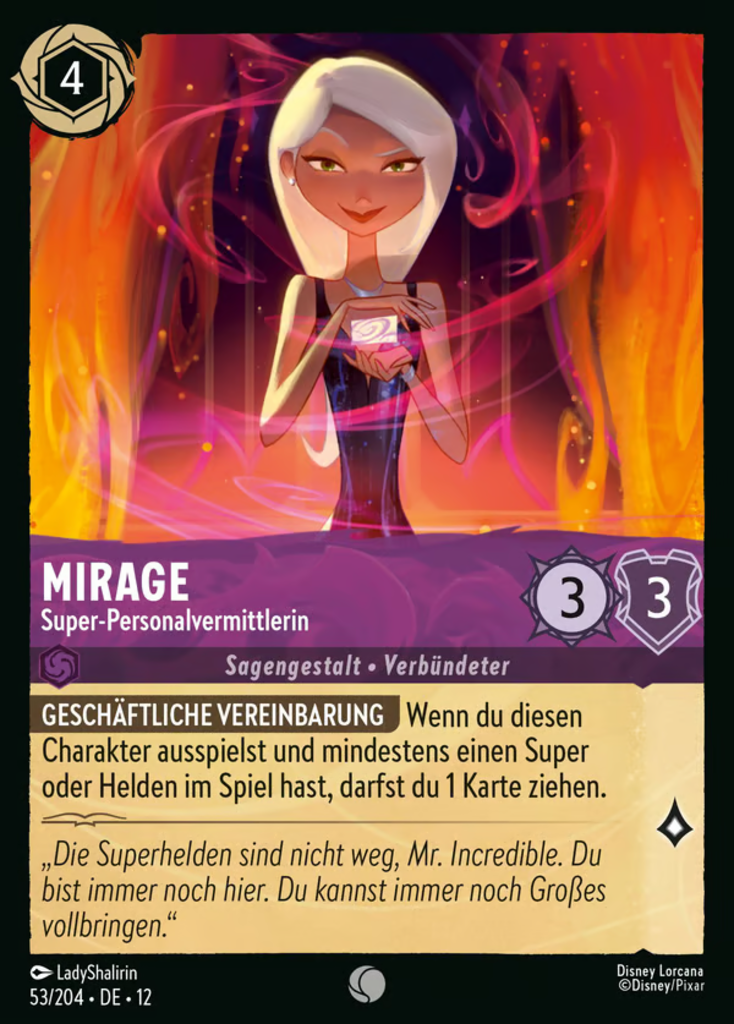 4
MIRAGE
Super-Personalvermittlerin
3 3
Sagengestalt • Verbündeter
GESCHÄFTLICHE VEREINBARUNG Wenn du diesen
Charakter ausspielst und mindestens einen Super
oder Helden im Spiel hast, darfst du 1 Karte ziehen.
„Die Superhelden sind nicht weg, Mr. Incredible. Du
bist immer noch hier. Du kannst immer noch Großes
vollbringen.“
LadyShalirin
53/204 • DE • 12
Disney Lorcana
©Disney/Pixar